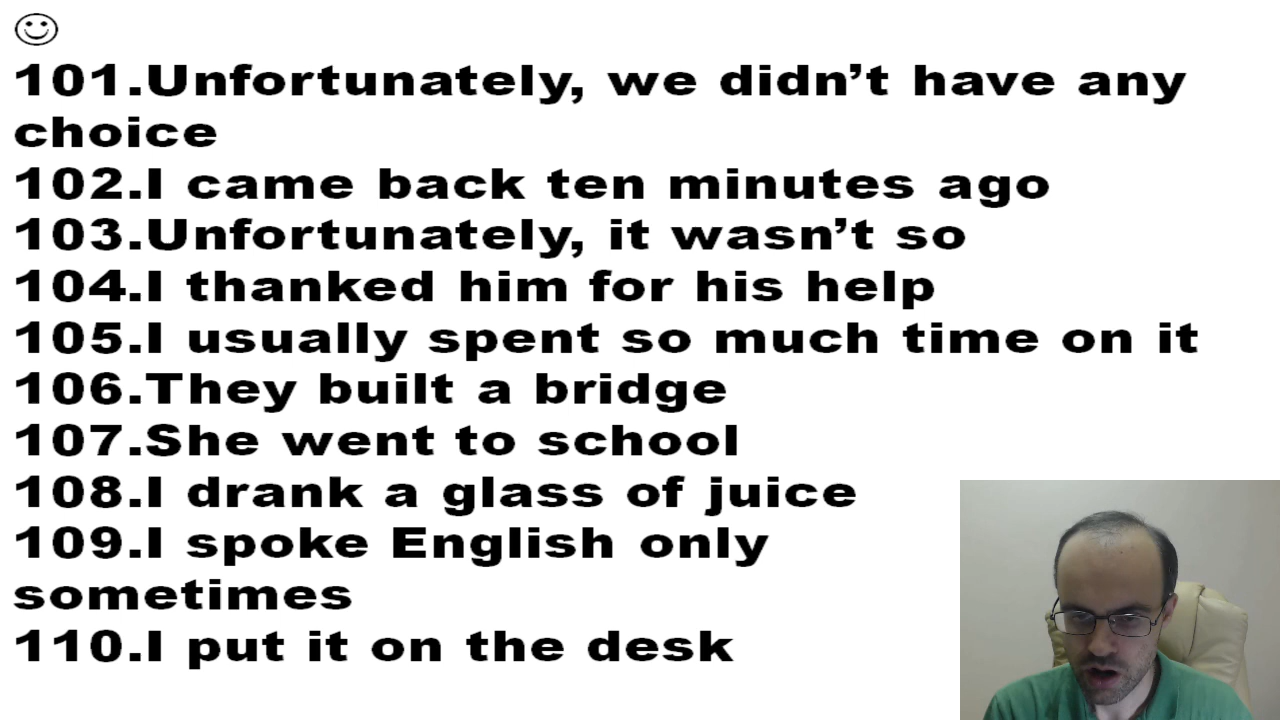 101.Unfortunately, we didn’t have any
choice
102.I came back ten minutes ago
103.Unfortunately, it wasn’t so
104.I thanked him for his help
105.I usually spent so much time on it
106.They built a bridge
107.She went to school
108.I drank a glass of juice
109.I spoke English only
sometimes
110.I put it on the desk